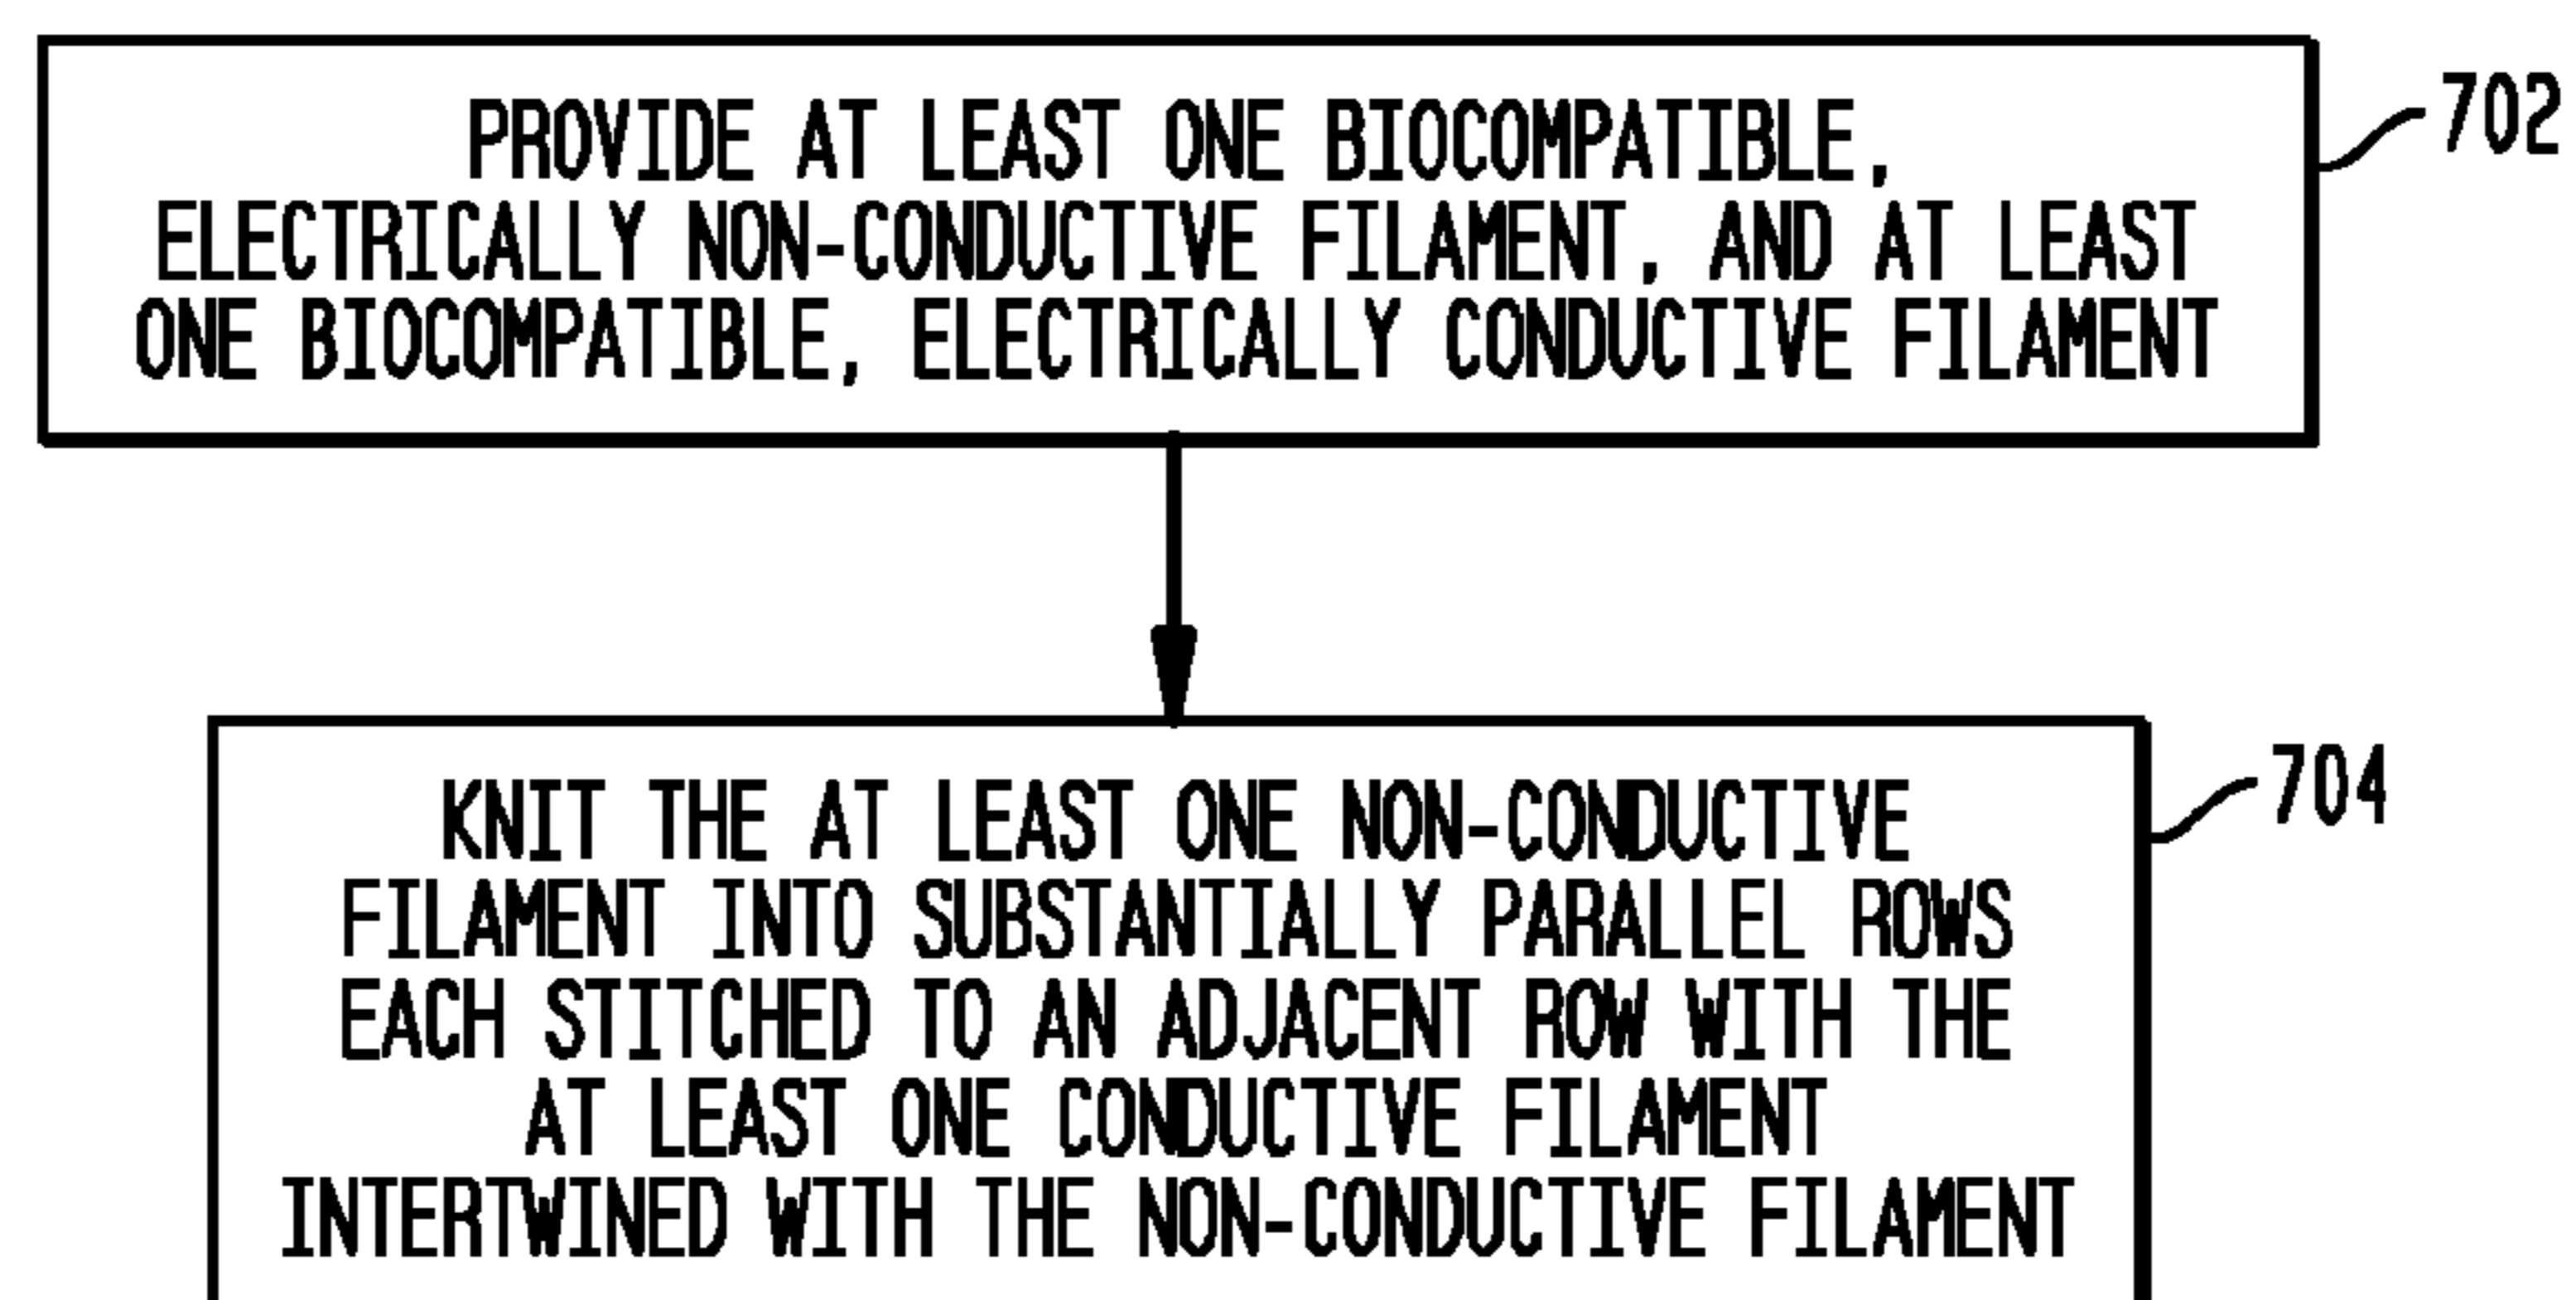 PROVIDE AT LEAST ONE BIOCOMPATIBLE,
ELECTRICALLY NON-CONDUCTIVE FILAMENT, AND AT LEAST
ONE BIOCOMPATIBLE, ELECTRICALLY CONDUCTIVE FILAMENT
702
KNIT THE AT LEAST ONE NON-CONDUCTIVE
FILAMENT INTO SUBSTANTIALLY PARALLEL ROWS
EACH STITCHED TO AN ADJACENT ROW WITH THE
AT LEAST ONE CONDUCTIVE FILAMENT
INTERTWINED WITH THE NON-CONDUCTIVE FILAMENT
704